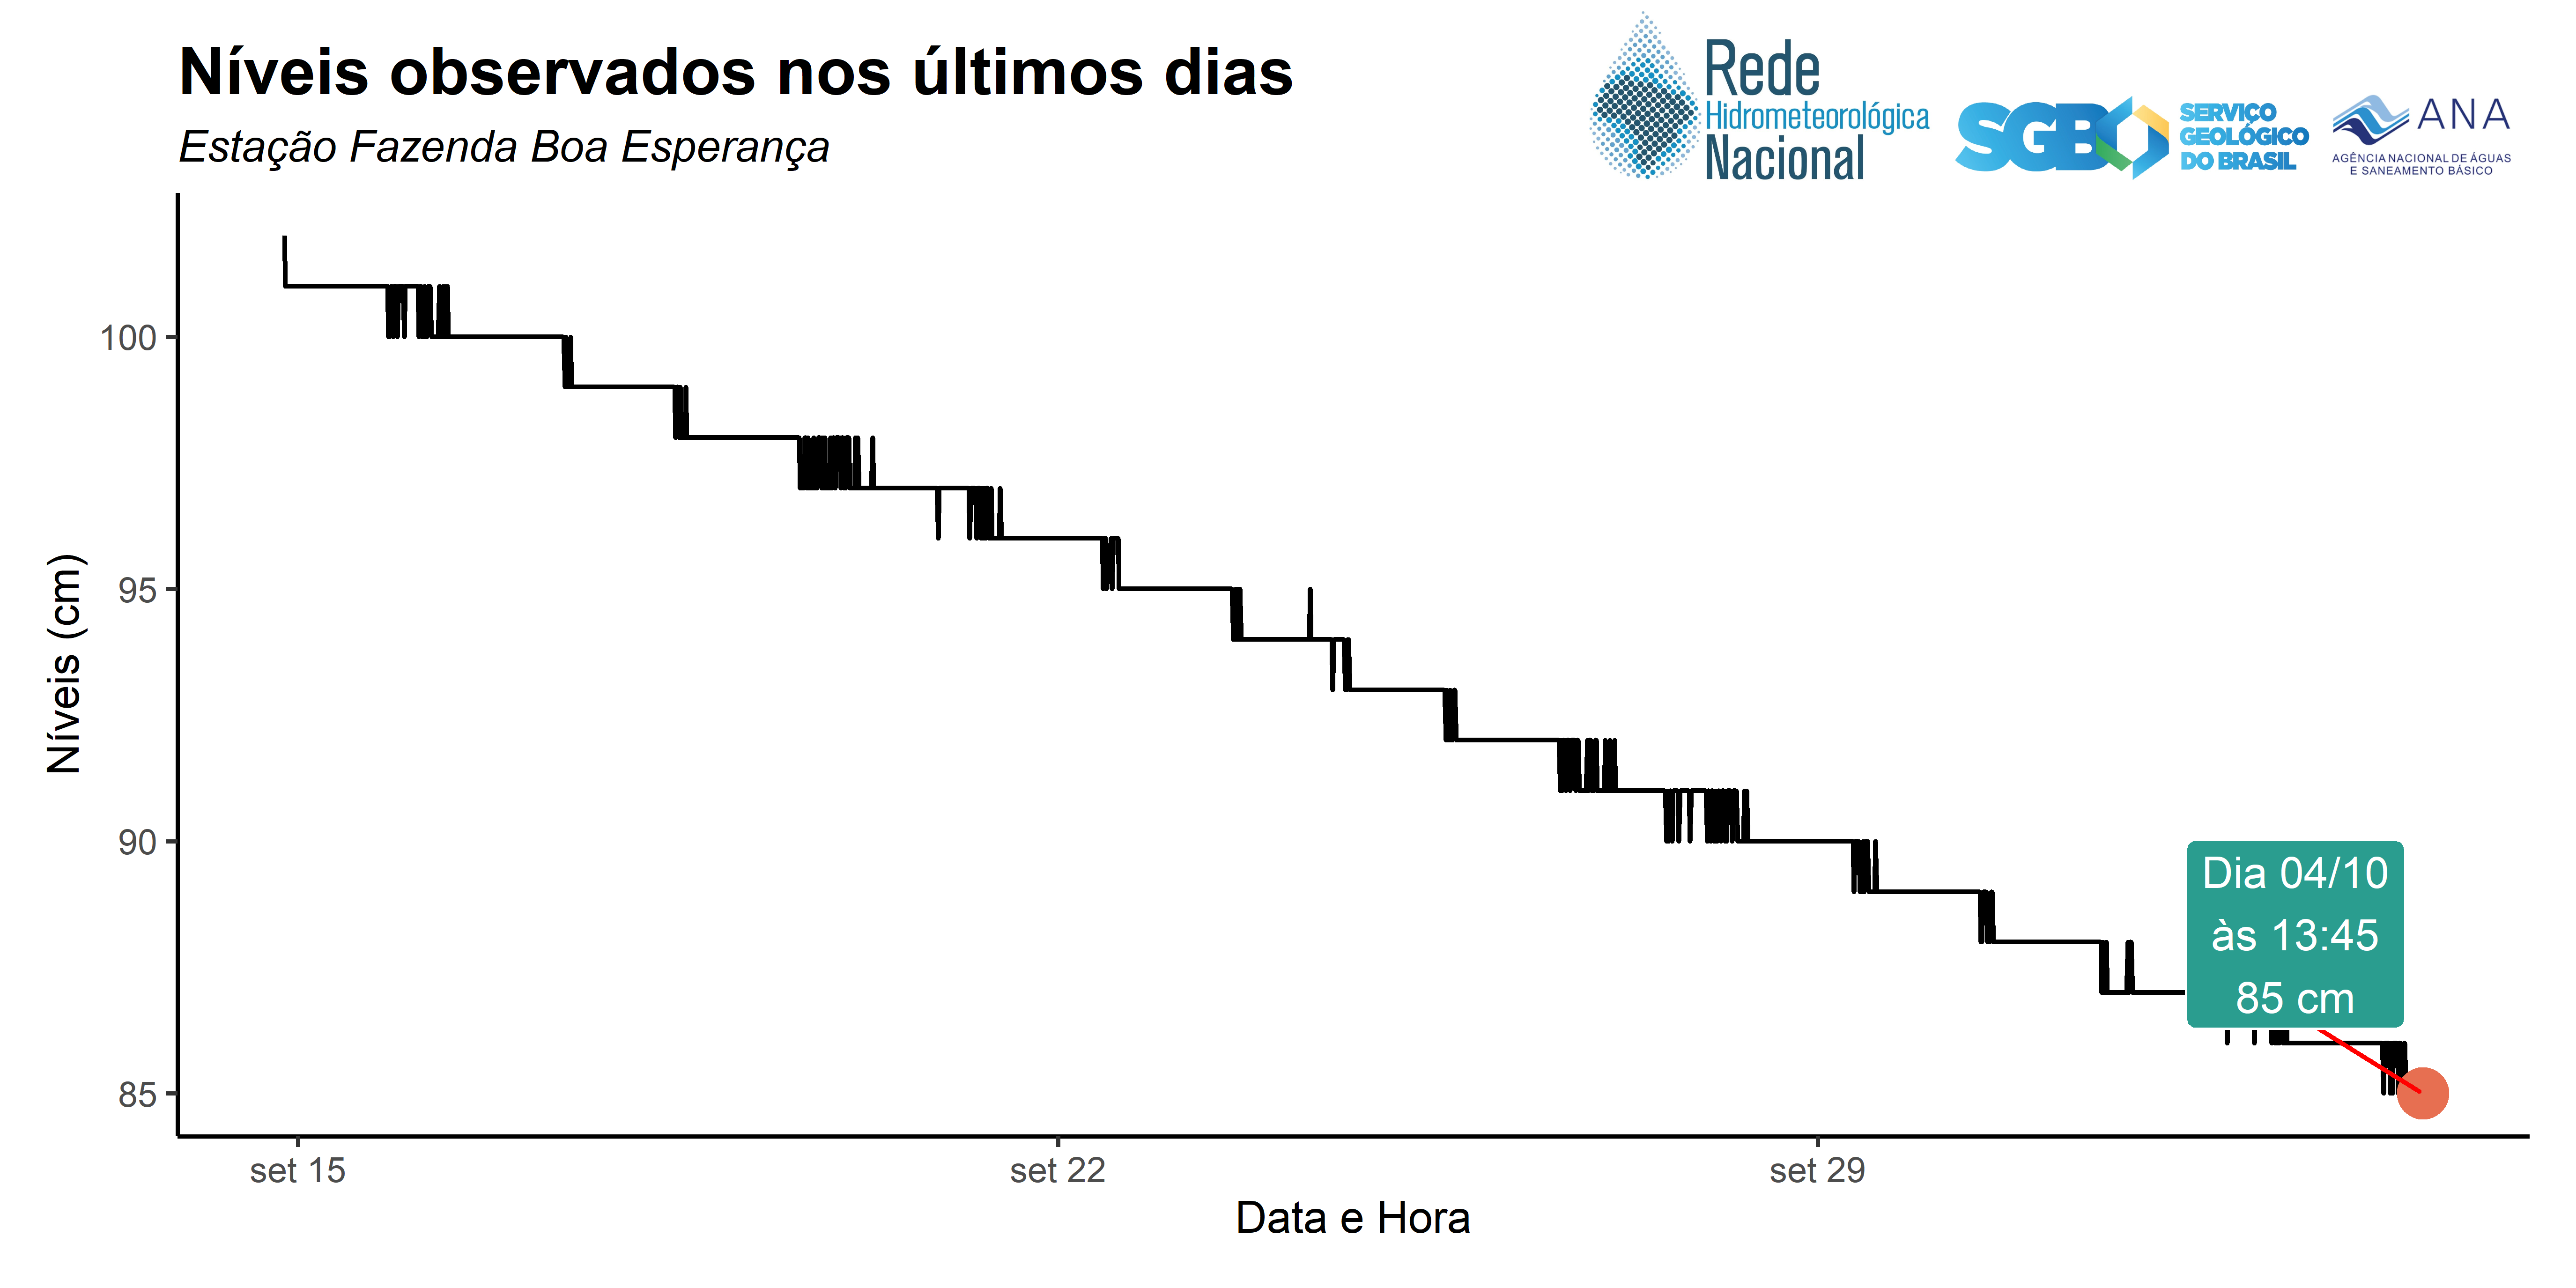 Níveis observados nos últimos dias
Estação Fazenda Boa Esperança
Rede
Hidrometeorológica
Nacional
SGB
SERVIÇO
GEOLÓGICO
DO BRASIL
ANA
AGÊNCIA NACIONAL DE ÁGUAS
E SANEAMENTO BÁSICO
Níveis (cm)
100
95
90
85
Dia 04/10
às 13:45
85 cm
set 15
set 22
set 29
Data e Hora